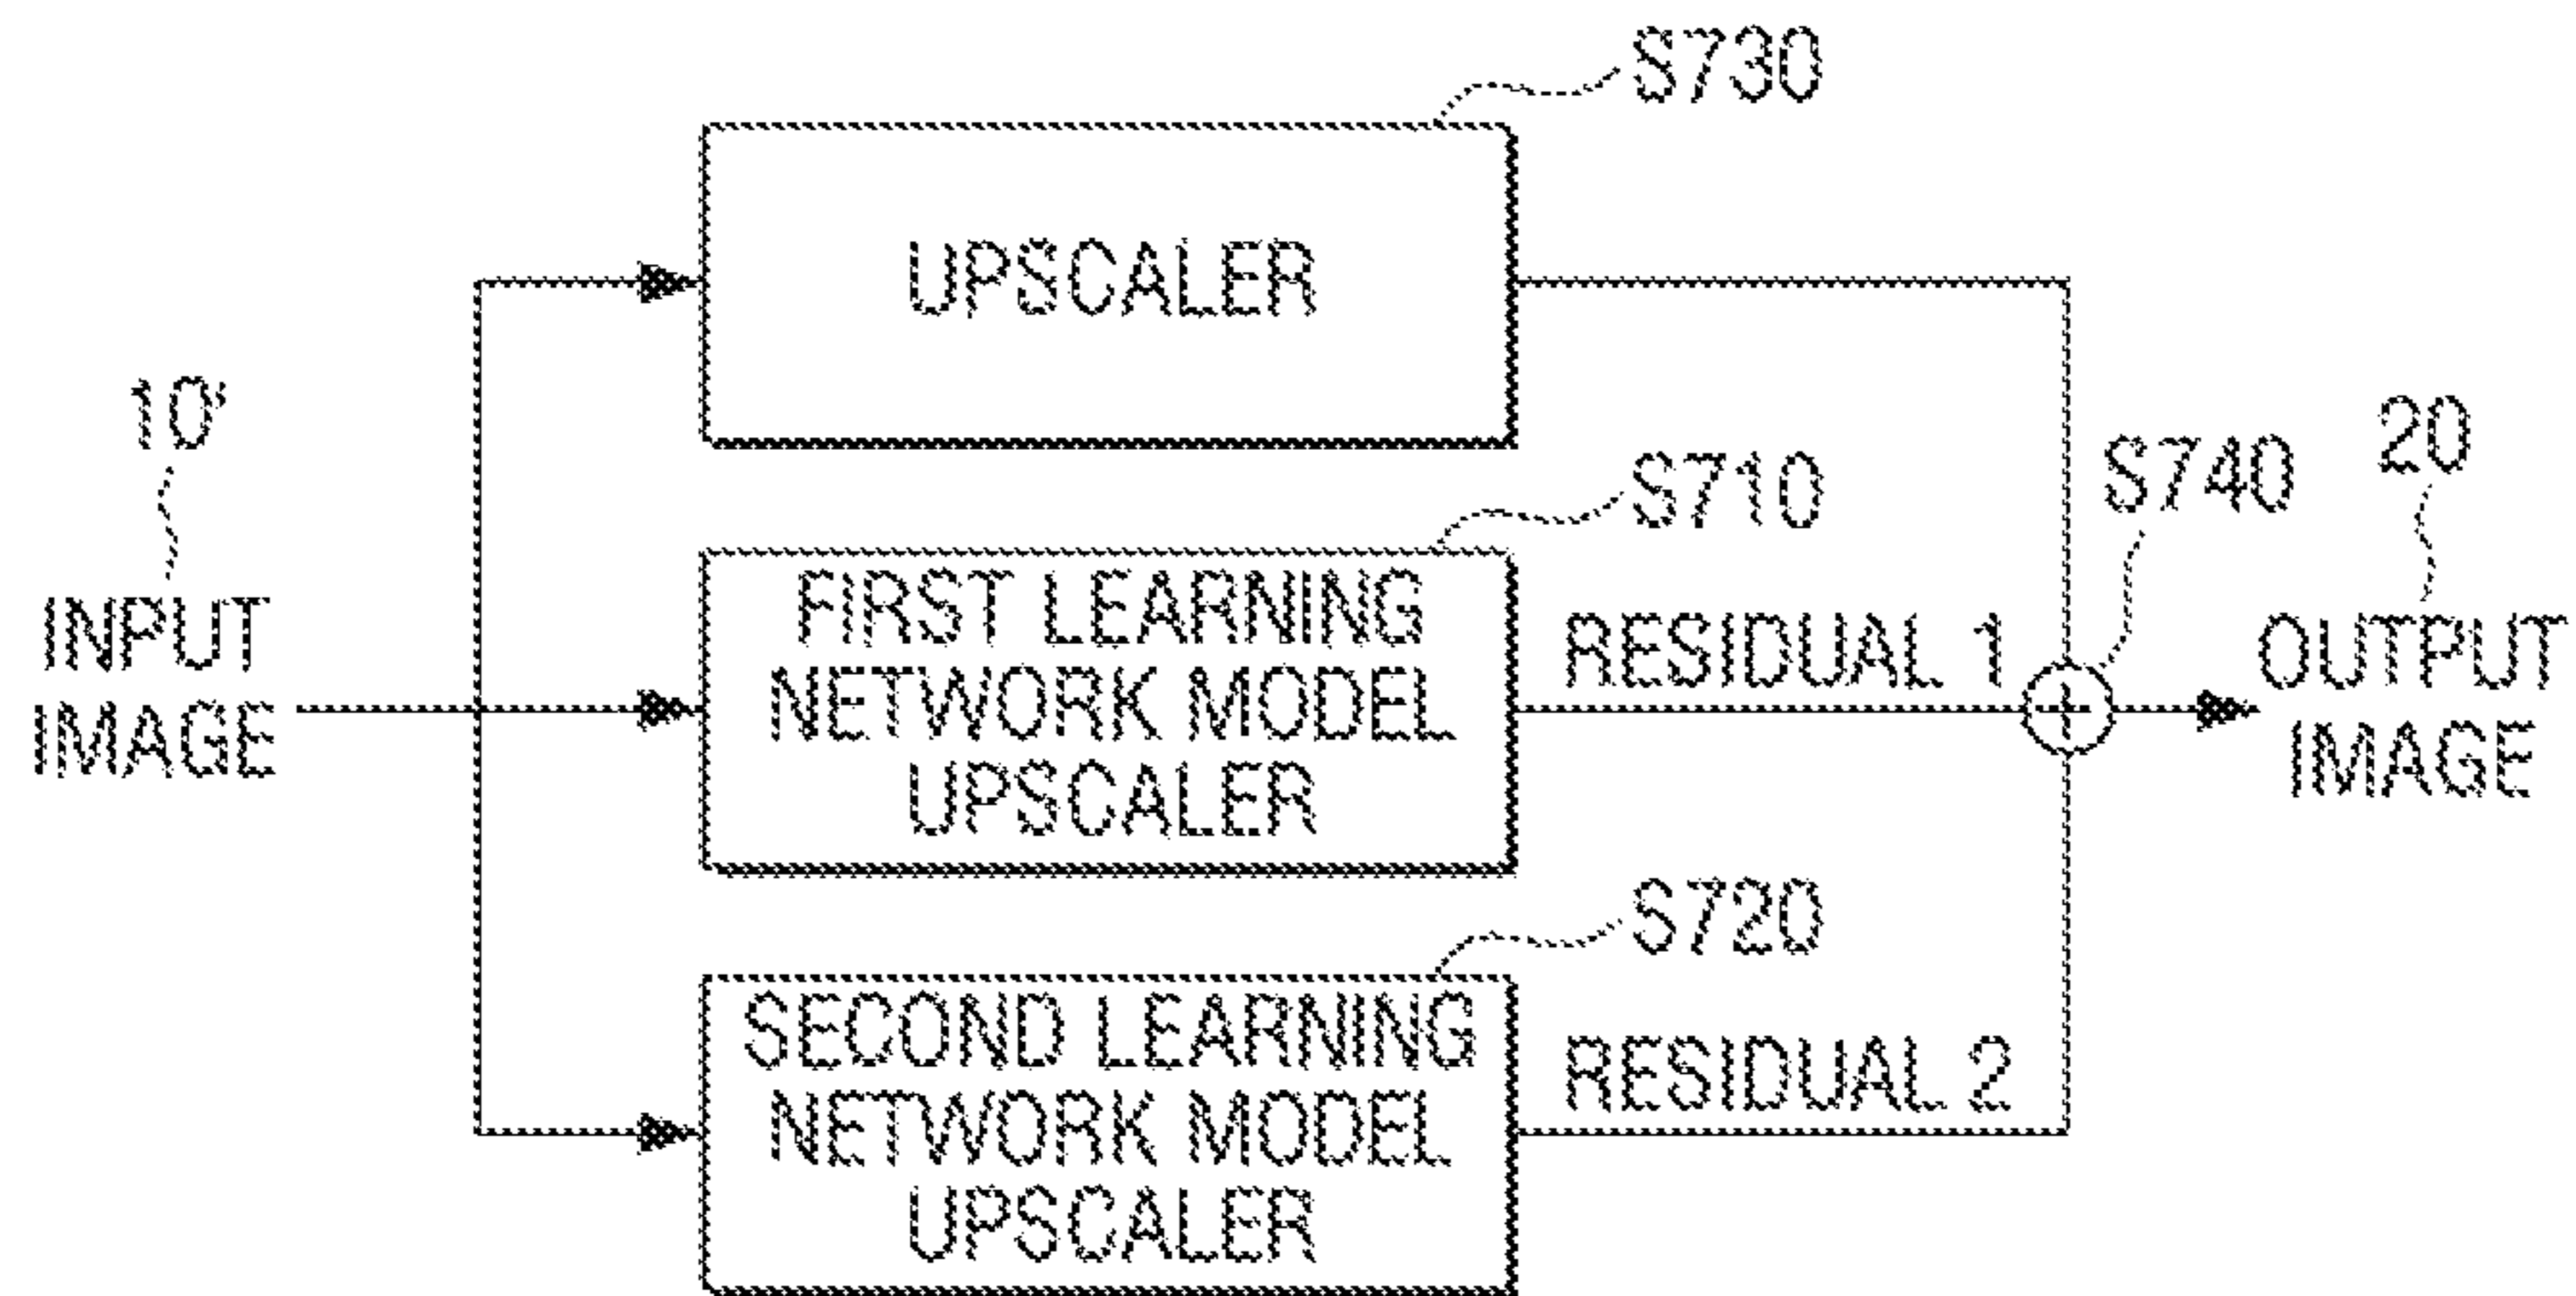 S730
UPSCALER
10'
INPUT
IMAGE
S710
FIRST LEARNING
NETWORK MODEL
UPSCALER
RESIDUAL 1
S740
20
OUTPUT
IMAGE
S720
SECOND LEARNING
NETWORK MODEL
UPSCALER
RESIDUAL 2